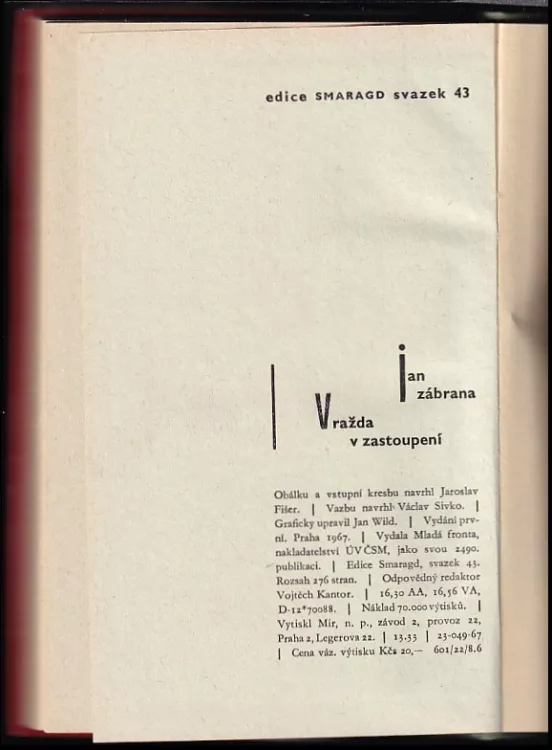 edice SMARAGD svazek 43
jan
zábrana
Vražda
v zastoupení
Obálku a vstupní kresbu navrhl Jaroslav
Fišer. | Vazbu navrhl Václav Sivko. |
Graficky upravil Jan Wild. | Vydání prv-
ní. Praha 1967. | Vydala Mladá fronta,
nakladatelství ÚV ČSM, jako svou 2490.
publikaci. | Edice Smaragd, svazek 43.
Rozsah 276 stran. | Odpovědný redaktor
Vojtěch Kantor. | 16,30 AA, 16,56 VA,
D-12*70088. | Náklad 70.000 výtisků. |
Vytiskl Mír, n. p., závod 2, provoz 22,
Praha 2, Legerova 22. | 13.33 | 23-049-67
| Cena váz. výtisku Kčs 20,— 601/22/8.6